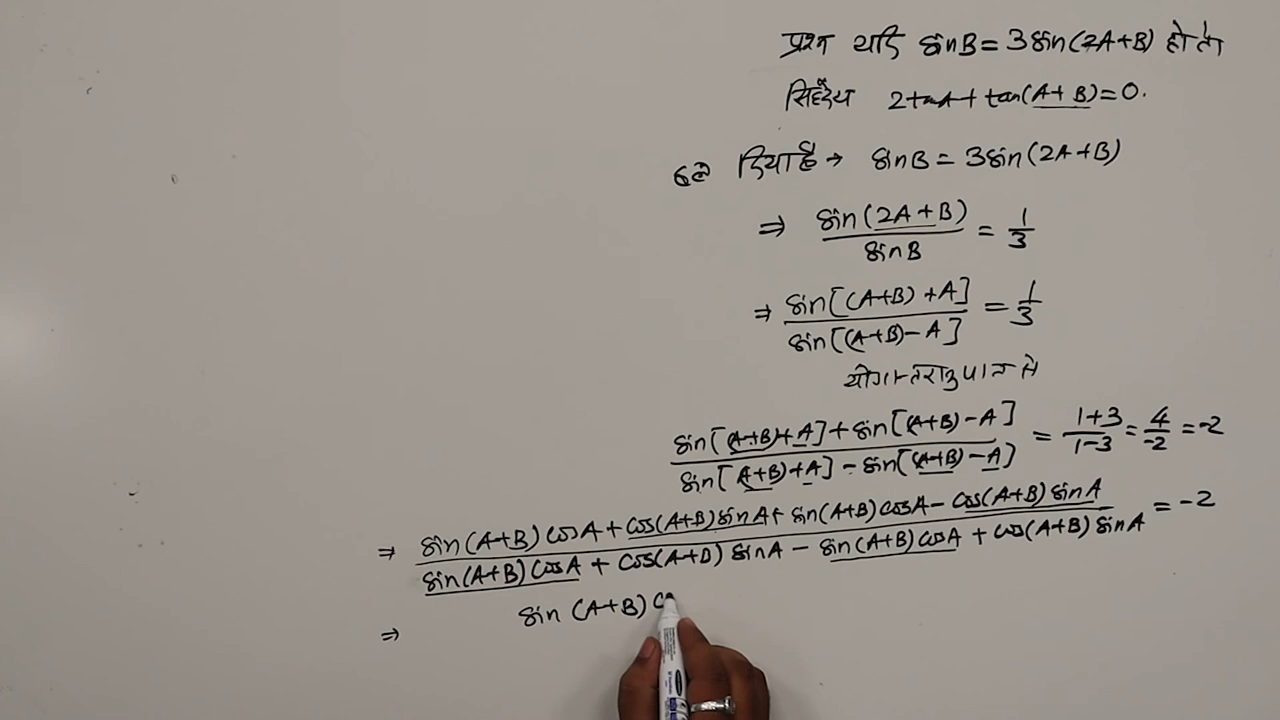 प्रश्न यदि sinB = 3sin(2A+B) हो तो
सिद्ध कीजिए 2tanA + tan(A+B) = 0.
हल दिया है → sinB = 3sin(2A+B)
⇒ sin(2A+B) / sinB = 1/3
⇒ sin[(A+B)+A] / sin[(A+B)-A] = 1/3
योगान्तरानुपात से
sin[(A+B)+A] + sin[(A+B)-A] / sin[(A+B)+A] - sin[(A+B)-A] = 1+3 / 1-3 = 4/-2 = -2
⇒ sin(A+B) cosA + cos(A+B) sinA + sin(A+B) cosA - cos(A+B) sinA / sin(A+B) cosA + cos(A+B) sinA - sin(A+B) cosA + cos(A+B) sinA = -2
⇒ sin(A+B)